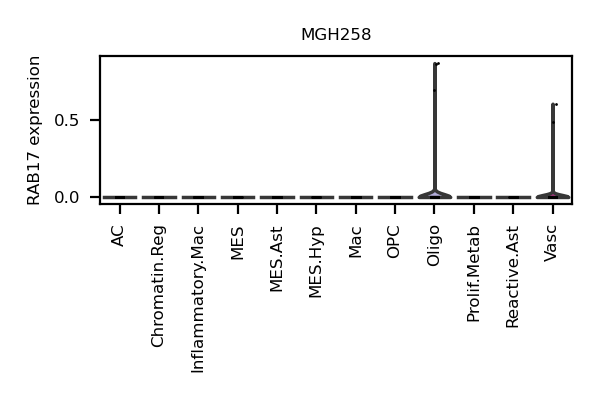 MGH258
RAB17 expression
0.5
0.0
AC
Chromatin.Reg
Inflammatory.Mac
MES
MES.Ast
MES.Hyp
Mac
OPC
Oligo
Prolif.Metab
Reactive.Ast
Vasc